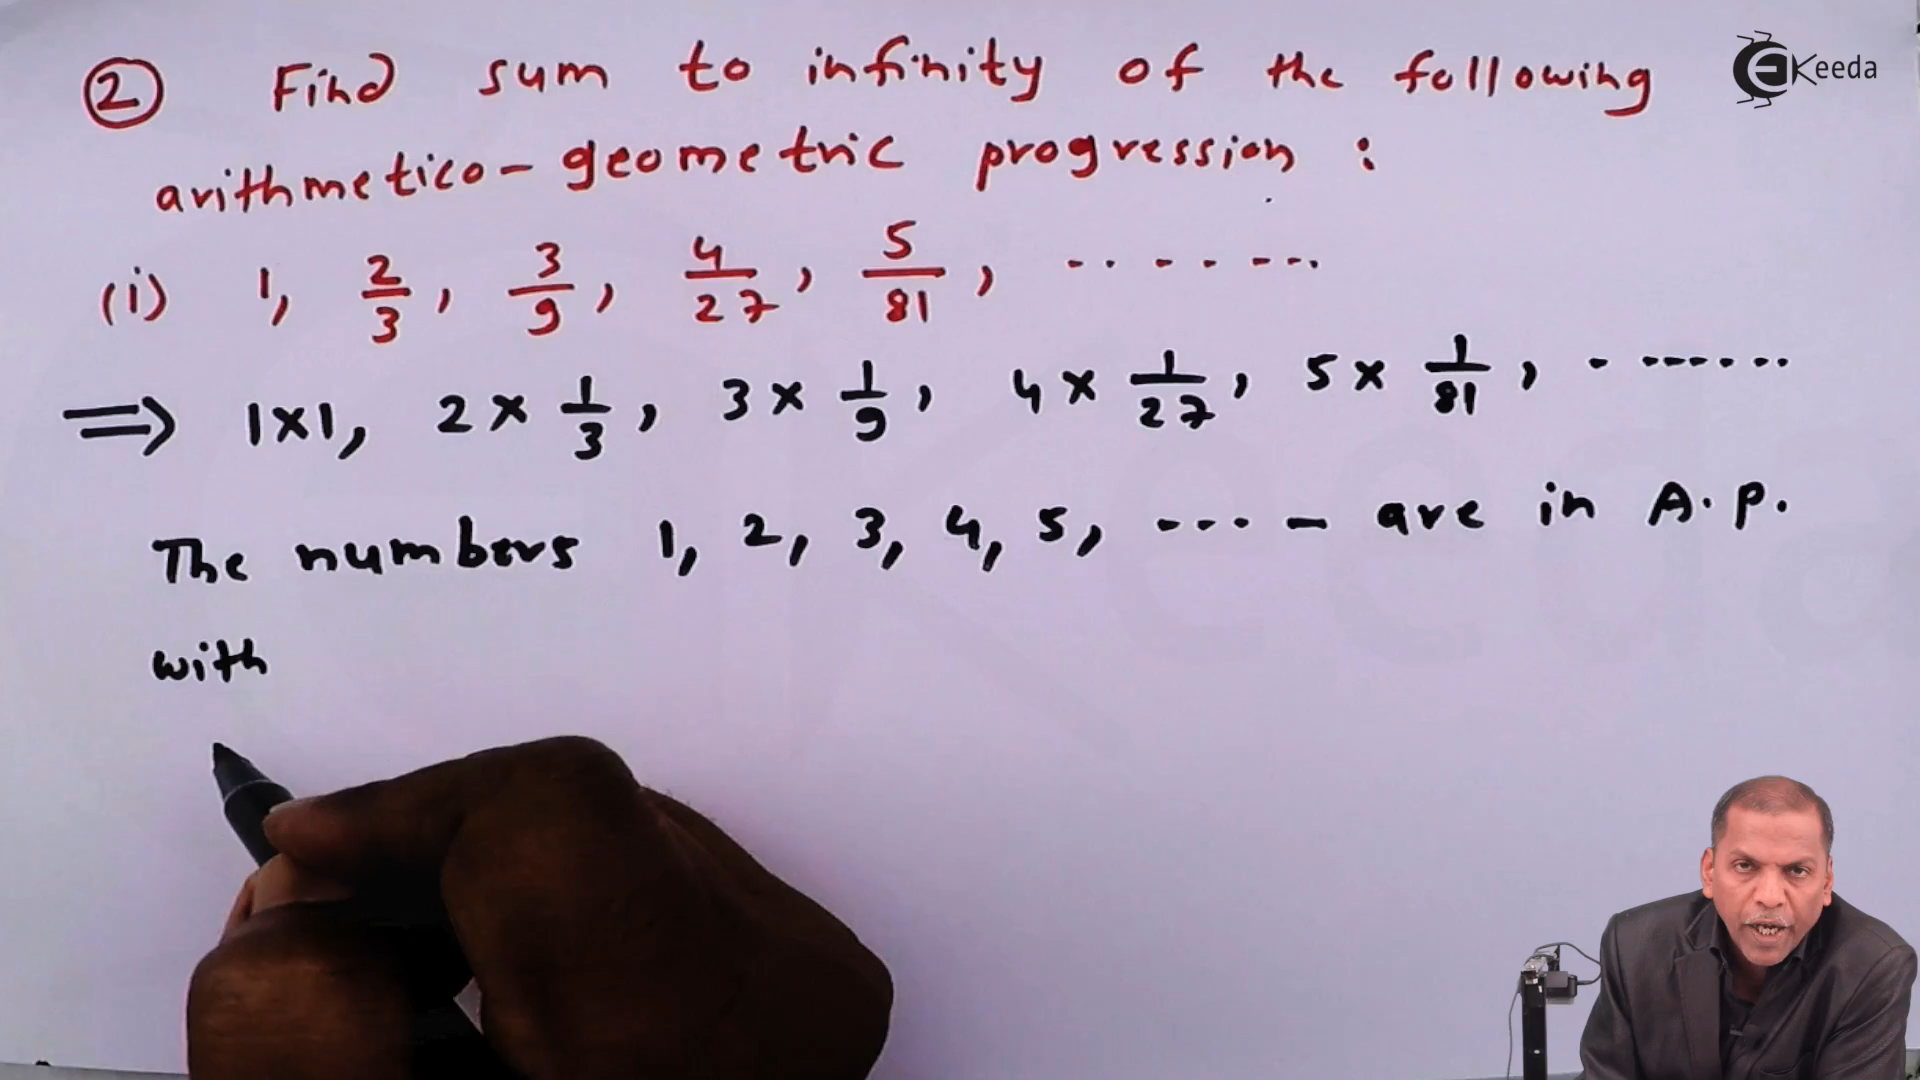 ② Find sum to infinity of the following
arithmetico-geometric progression :
(i) 1, 2/3, 3/9, 4/27, 5/81, .......
⇒ 1×1, 2 × 1/3, 3 × 1/9, 4 × 1/27, 5 × 1/81, .......
The numbers 1, 2, 3, 4, 5, ---- are in A.P.
with
EKeeda